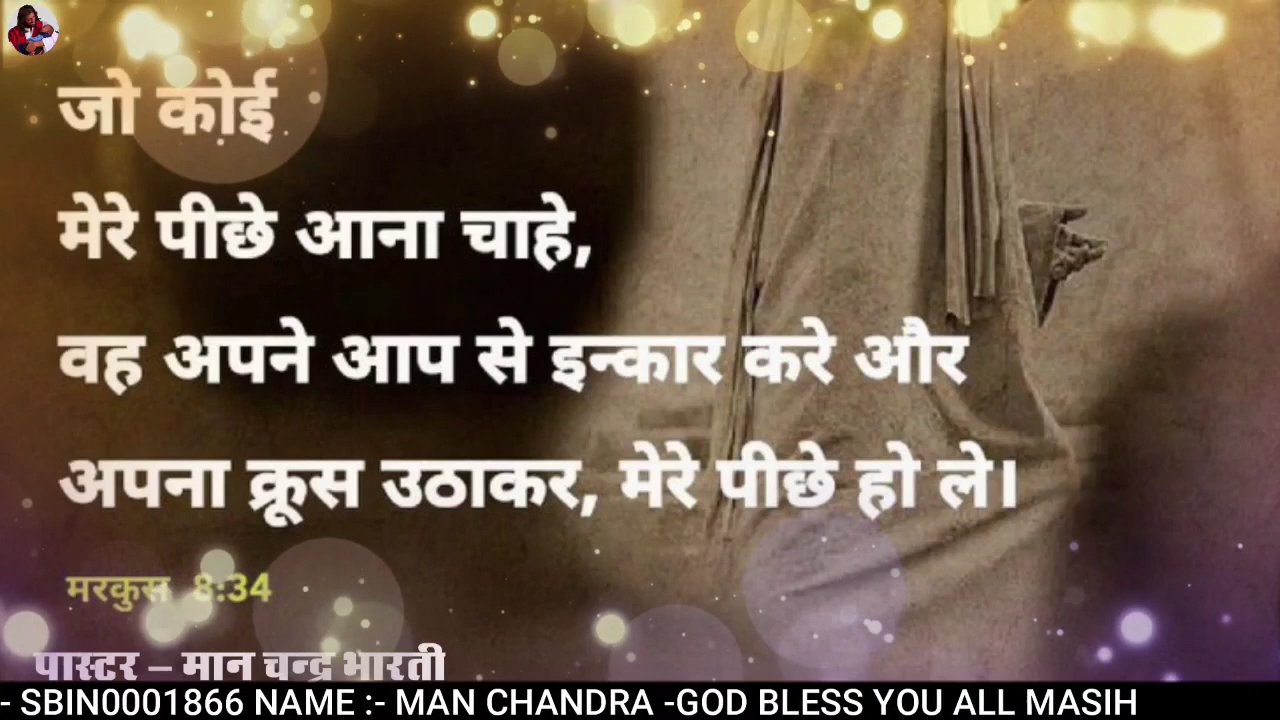 जो कोई
मेरे पीछे आना चाहे,
वह अपने आप से इन्कार करे और
अपना क्रूस उठाकर, मेरे पीछे हो ले।
मरकुस 8:34
पास्टर – मान चन्द्र भारती
- SBIN0001866 NAME :- MAN CHANDRA -GOD BLESS YOU ALL MASIH